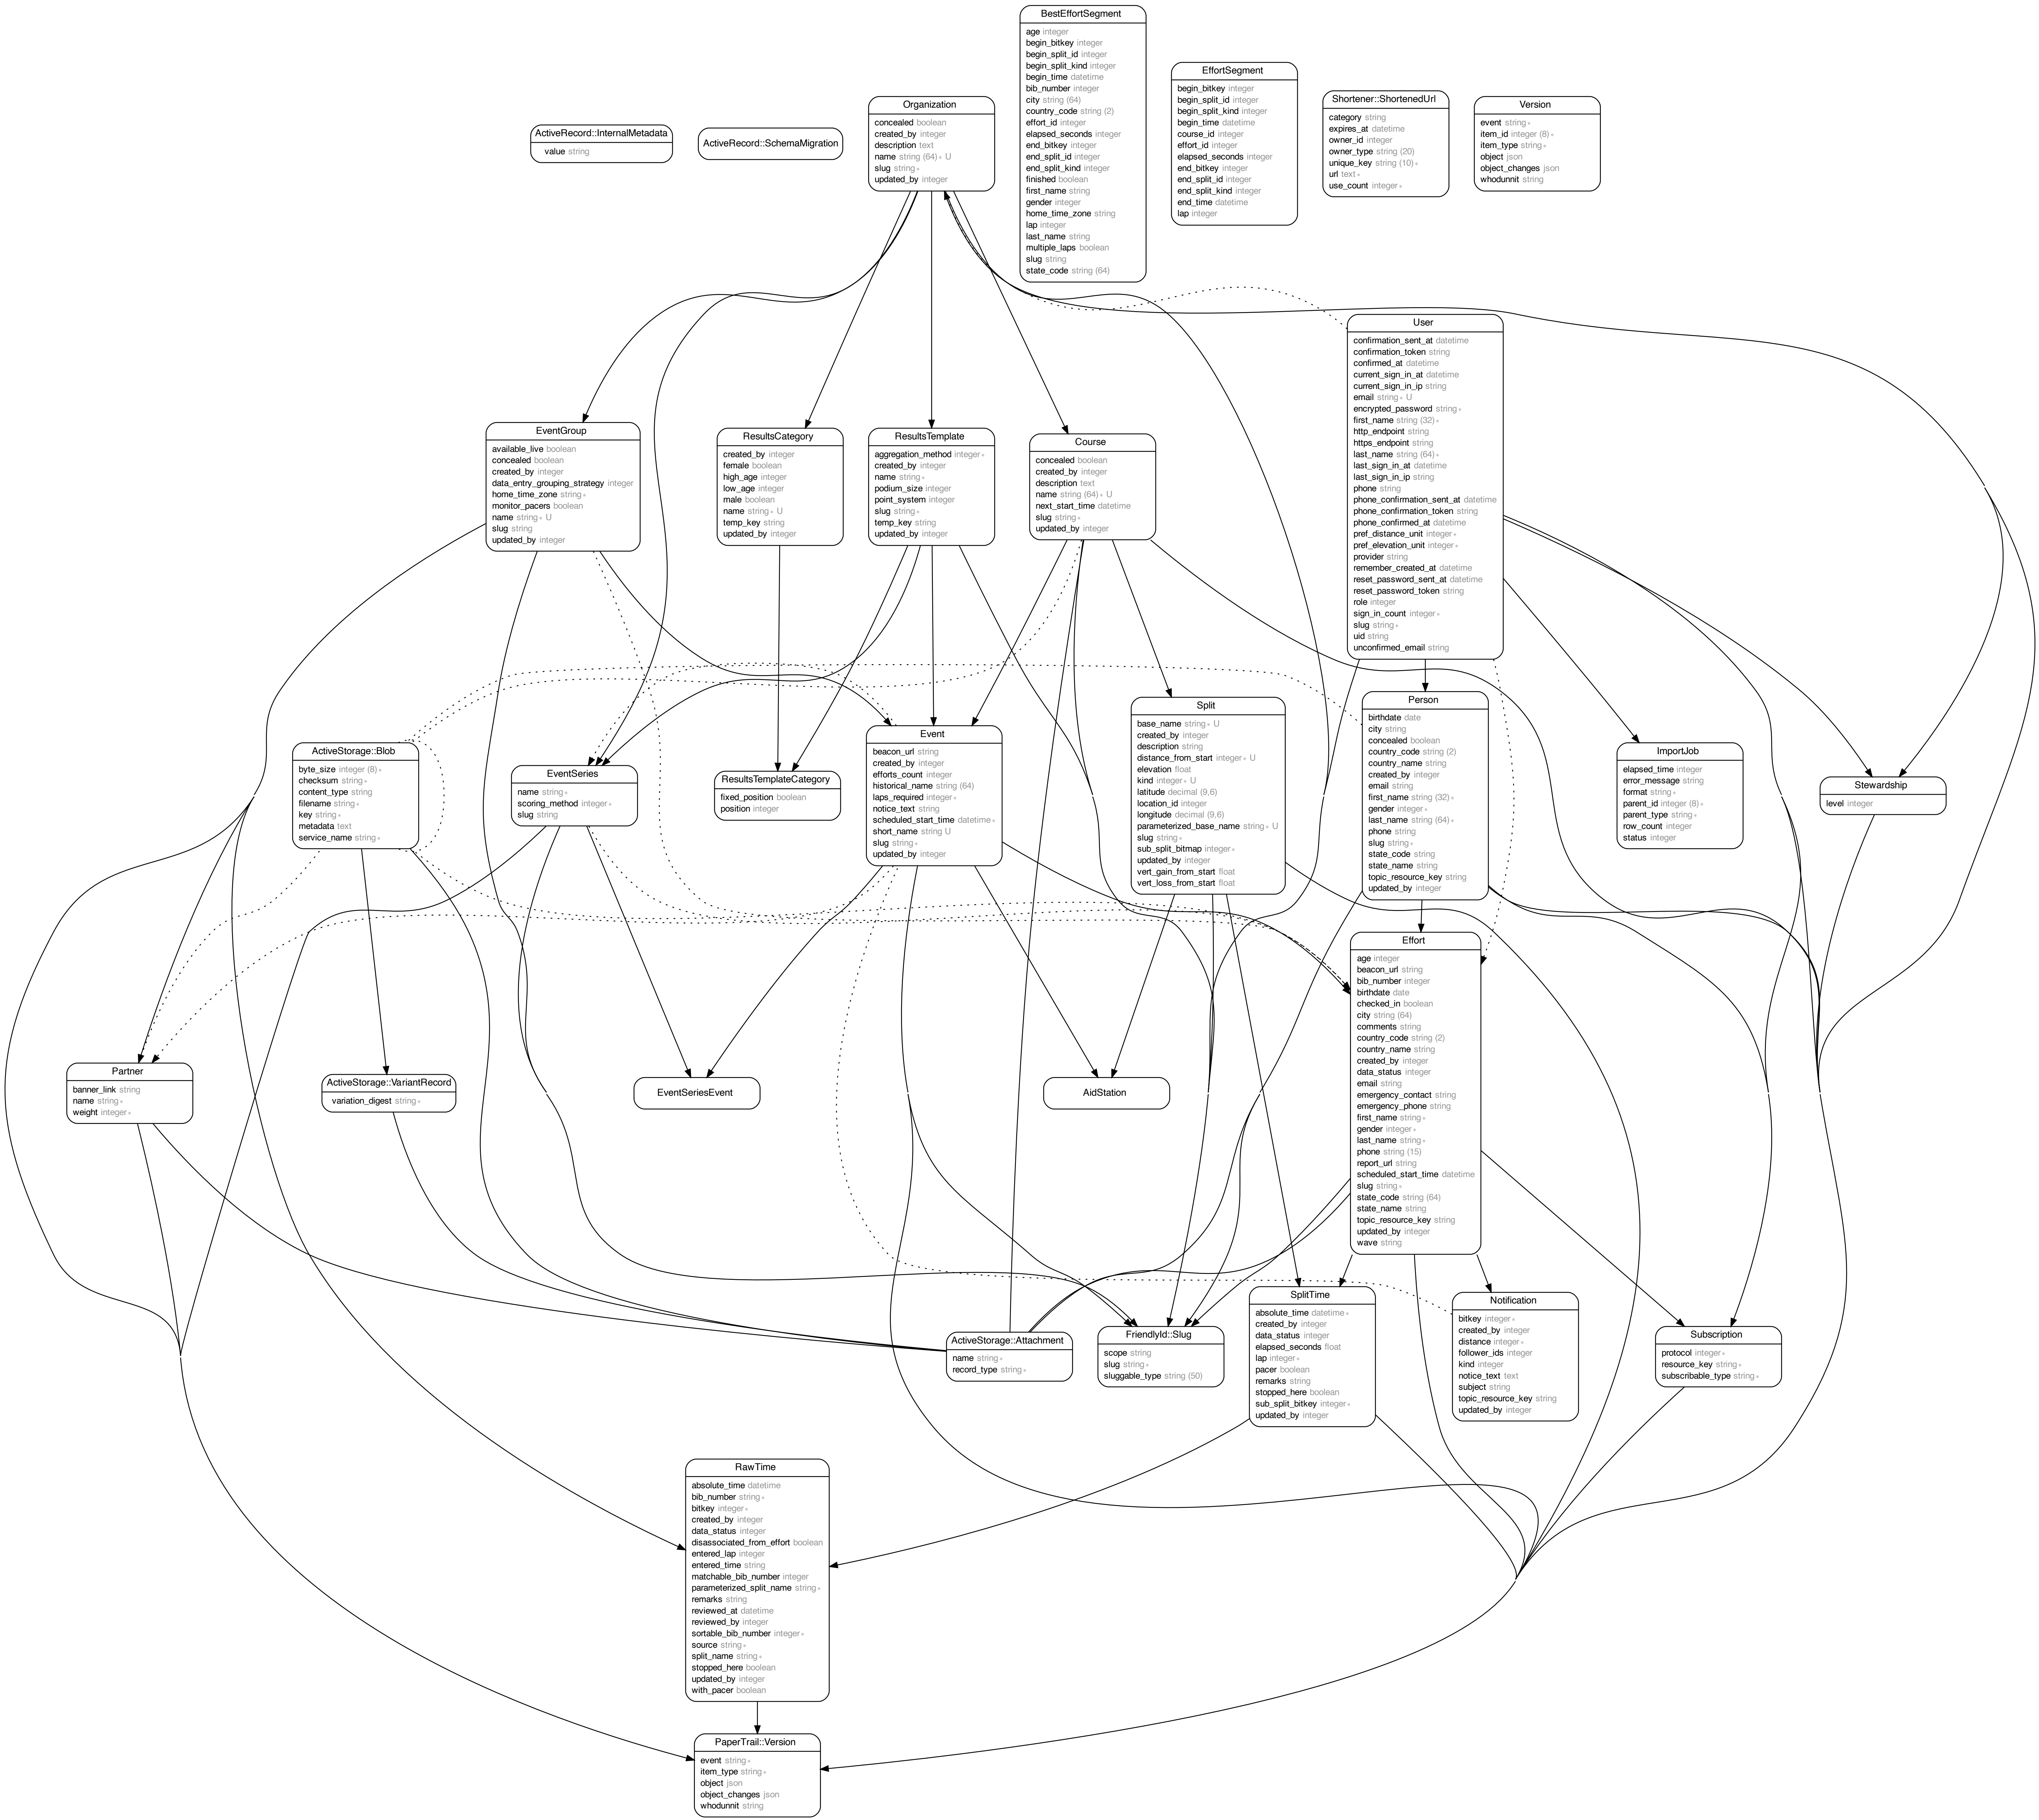 BestEffortSegment
age integer
begin_bitkey integer
begin_split_id integer
begin_split_kind integer
begin_time datetime
bib_number integer
city string (64)
country_code string (2)
effort_id integer
elapsed_seconds integer
end_bitkey integer
end_split_id integer
end_split_kind integer
finished boolean
first_name string
gender integer
home_time_zone string
lap integer
last_name string
multiple_laps boolean
slug string
state_code string (64)
EffortSegment
begin_bitkey integer
begin_split_id integer
begin_split_kind integer
begin_time datetime
course_id integer
effort_id integer
elapsed_seconds integer
end_bitkey integer
end_split_id integer
end_split_kind integer
end_time datetime
lap integer
Shortener::ShortenedUrl
category string
expires_at datetime
owner_id integer
owner_type string (20)
unique_key string (10) ∗
url text ∗
use_count integer ∗
Version
event string ∗
item_id integer (8) ∗
item_type string ∗
object json
object_changes json
whodunnit string
Organization
concealed boolean
created_by integer
description text
name string (64) ∗ U
slug string ∗
updated_by integer
ActiveRecord::InternalMetadata
value string
ActiveRecord::SchemaMigration
User
confirmation_sent_at datetime
confirmation_token string
confirmed_at datetime
current_sign_in_at datetime
current_sign_in_ip string
email string ∗ U
encrypted_password string ∗
first_name string (32) ∗
http_endpoint string
https_endpoint string
last_name string (64) ∗
last_sign_in_at datetime
last_sign_in_ip string
phone string
phone_confirmation_sent_at datetime
phone_confirmation_token string
phone_confirmed_at datetime
pref_distance_unit integer ∗
pref_elevation_unit integer ∗
provider string
remember_created_at datetime
reset_password_sent_at datetime
reset_password_token string
role integer
sign_in_count integer ∗
slug string ∗
uid string
unconfirmed_email string
EventGroup
available_live boolean
concealed boolean
created_by integer
data_entry_grouping_strategy integer
home_time_zone string ∗
monitor_pacers boolean
name string ∗ U
slug string
updated_by integer
ResultsCategory
created_by integer
female boolean
high_age integer
low_age integer
male boolean
name string ∗ U
temp_key string
updated_by integer
ResultsTemplate
aggregation_method integer ∗
created_by integer
name string ∗
podium_size integer
point_system integer
slug string ∗
temp_key string
updated_by integer
Course
concealed boolean
created_by integer
description text
name string (64) ∗ U
next_start_time datetime
slug string ∗
updated_by integer
Split
base_name string ∗ U
created_by integer
description string
distance_from_start integer ∗ U
elevation float
kind integer ∗ U
latitude decimal (9,6)
location_id integer
longitude decimal (9,6)
parameterized_base_name string ∗ U
slug string ∗
sub_split_bitmap integer ∗
updated_by integer
vert_gain_from_start float
vert_loss_from_start float
Person
birthdate date
city string
concealed boolean
country_code string (2)
country_name string
created_by integer
email string
first_name string (32) ∗
gender integer ∗
last_name string (64) ∗
phone string
slug string ∗
state_code string
state_name string
topic_resource_key string
updated_by integer
Event
beacon_url string
created_by integer
efforts_count integer
historical_name string (64)
laps_required integer ∗
notice_text string
scheduled_start_time datetime ∗
short_name string U
slug string ∗
updated_by integer
ActiveStorage::Blob
byte_size integer (8) ∗
checksum string ∗
content_type string
filename string ∗
key string ∗
metadata text
service_name string ∗
EventSeries
name string ∗
scoring_method integer ∗
slug string
ResultsTemplateCategory
fixed_position boolean
position integer
ImportJob
elapsed_time integer
error_message string
format string ∗
parent_id integer (8) ∗
parent_type string ∗
row_count integer
status integer
Stewardship
level integer
Effort
age integer
beacon_url string
bib_number integer
birthdate date
checked_in boolean
city string (64)
comments string
country_code string (2)
country_name string
created_by integer
data_status integer
email string
emergency_contact string
emergency_phone string
first_name string ∗
gender integer ∗
last_name string ∗
phone string (15)
report_url string
scheduled_start_time datetime
slug string ∗
state_code string (64)
state_name string
topic_resource_key string
updated_by integer
wave string
Partner
banner_link string
name string ∗
weight integer ∗
ActiveStorage::VariantRecord
variation_digest string ∗
EventSeriesEvent
AidStation
SplitTime
absolute_time datetime ∗
created_by integer
data_status integer
elapsed_seconds float
lap integer ∗
pacer boolean
remarks string
stopped_here boolean
sub_split_bitkey integer ∗
updated_by integer
Notification
bitkey integer ∗
created_by integer
distance integer ∗
follower_ids integer
kind integer
notice_text text
subject string
topic_resource_key string
updated_by integer
ActiveStorage::Attachment
name string ∗
record_type string ∗
FriendlyId::Slug
scope string
slug string ∗
sluggable_type string (50)
Subscription
protocol integer ∗
resource_key string ∗
subscribable_type string ∗
RawTime
absolute_time datetime
bib_number string ∗
bitkey integer ∗
created_by integer
data_status integer
disassociated_from_effort boolean
entered_lap integer
entered_time string
matchable_bib_number integer
parameterized_split_name string ∗
remarks string
reviewed_at datetime
reviewed_by integer
sortable_bib_number integer ∗
source string ∗
split_name string ∗
stopped_here boolean
updated_by integer
with_pacer boolean
PaperTrail::Version
event string ∗
item_type string ∗
object json
object_changes json
whodunnit string